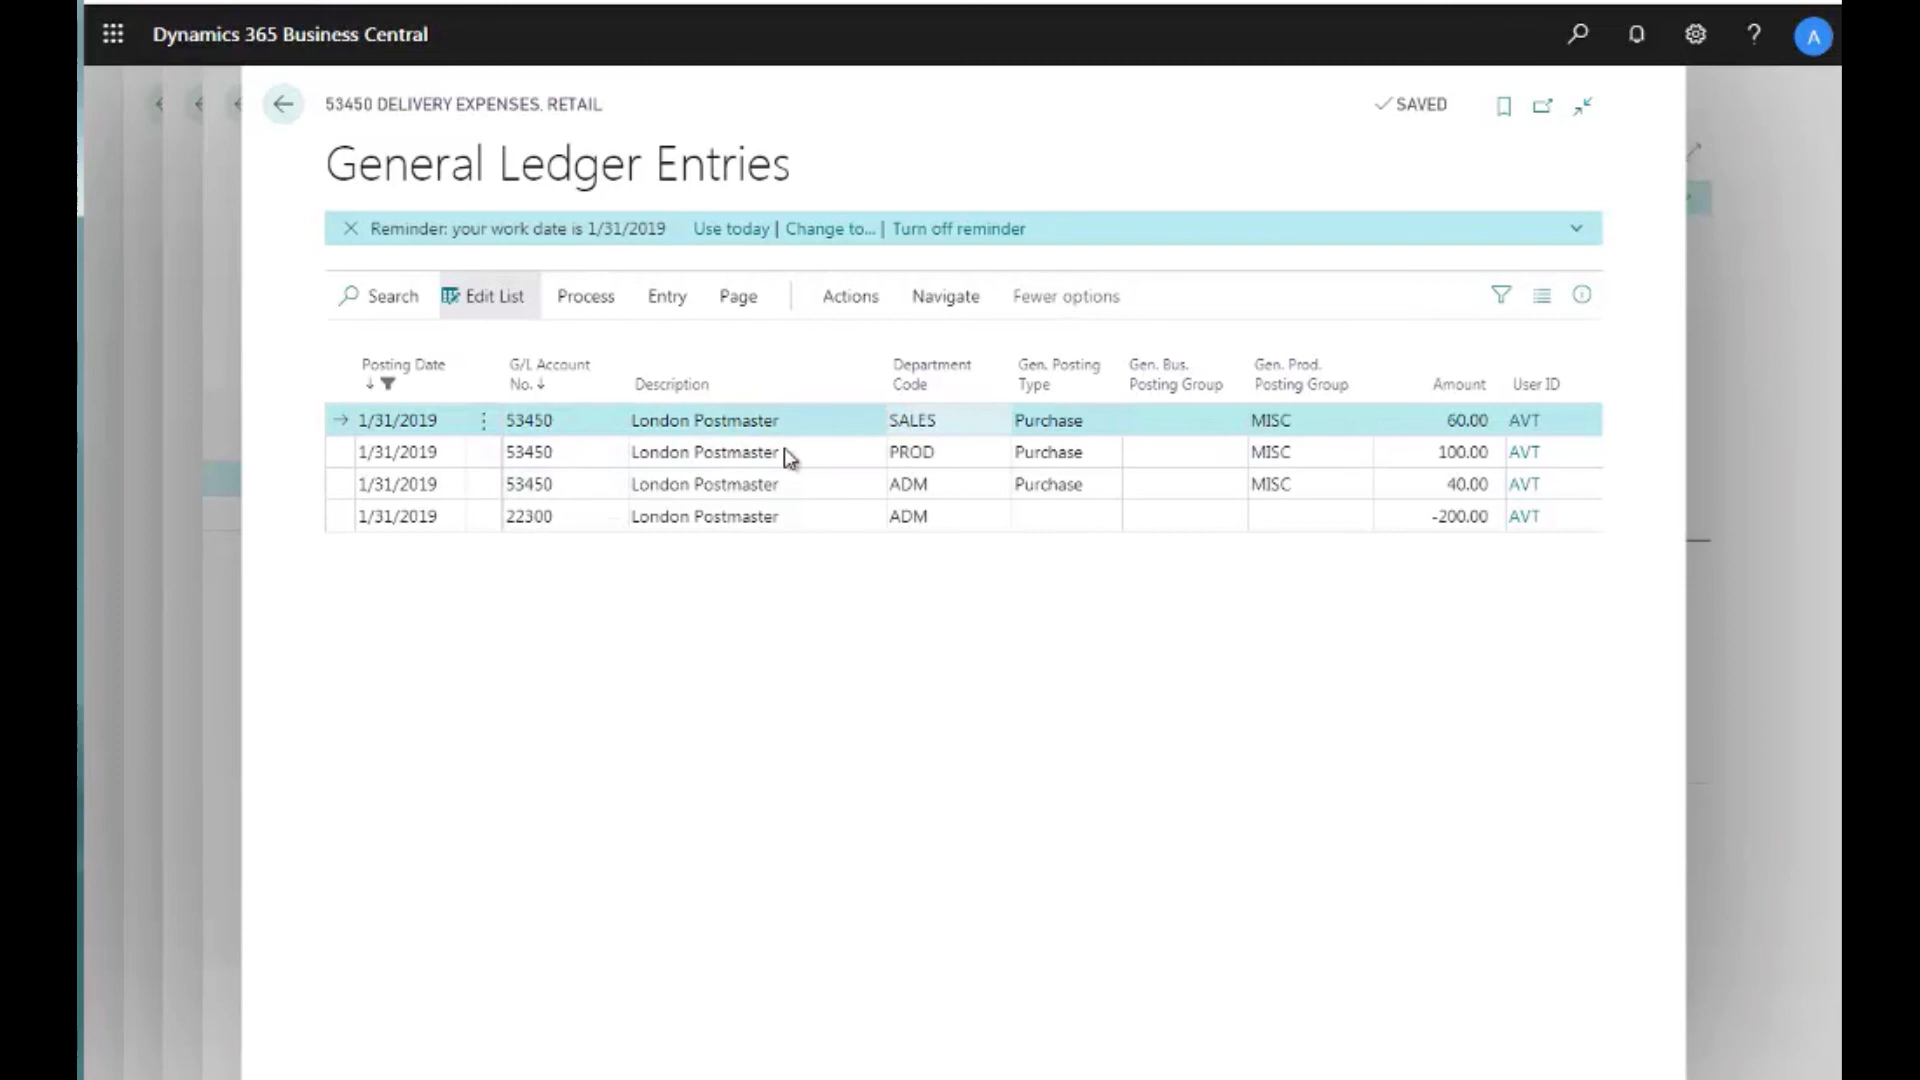 Dynamics 365 Business Central
? A
53450 DELIVERY EXPENSES. RETAIL
SAVED
General Ledger Entries
Reminder: your work date is 1/31/2019 Use today | Change to... | Turn off reminder
Search Edit List Process Entry Page Actions Navigate Fewer options
Posting Date G/L Account No. Description Department Code Gen. Posting Type Gen. Bus. Posting Group Gen. Prod. Posting Group Amount User ID
1/31/2019 53450 London Postmaster SALES Purchase MISC 60.00 AVT
1/31/2019 53450 London Postmaster PROD Purchase MISC 100.00 AVT
1/31/2019 53450 London Postmaster ADM Purchase MISC 40.00 AVT
1/31/2019 22300 London Postmaster ADM -200.00 AVT